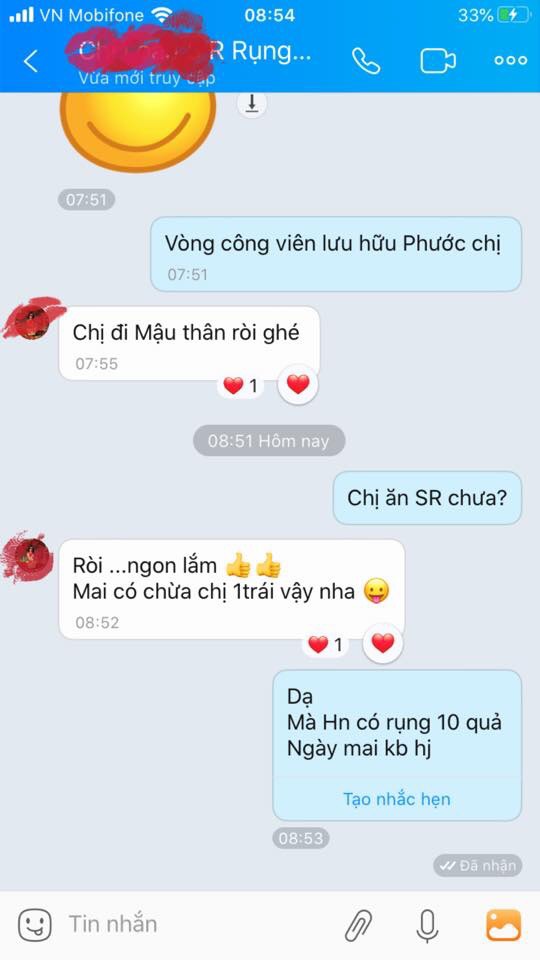 VN Mobifone 08:54 33%
R Rụng...
Vừa mới truy cập
07:51
Vòng công viên lưu hữu Phước chị
07:51
Chị đi Mậu thân ròi ghé
07:55
1
08:51 Hôm nay
Chị ăn SR chưa?
Ròi ...ngon lắm 👍👍
Mai có chừa chị 1trái vậy nha 😛
08:52
1
Dạ
Mà Hn có rụng 10 quả
Ngày mai kb hj
Tạo nhắc hẹn
08:53
Đã nhận
Tin nhắn